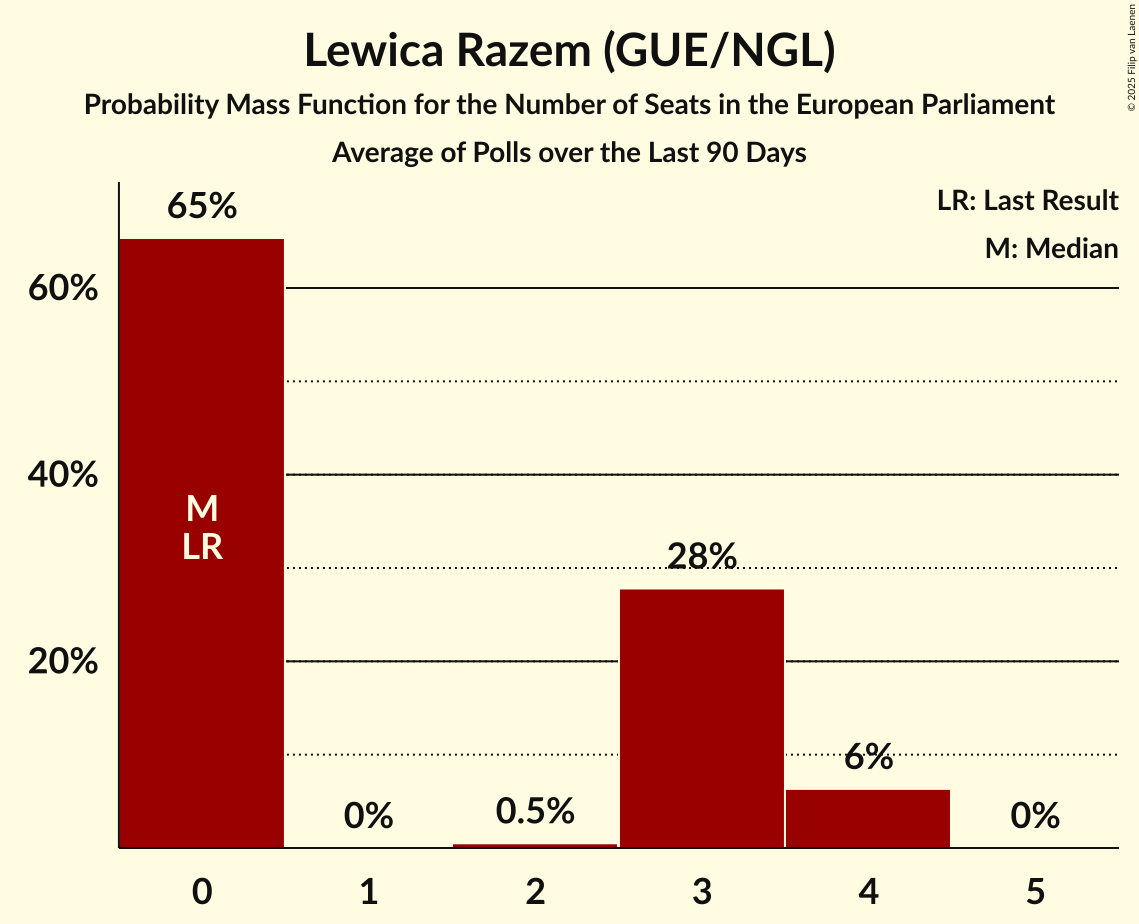 Lewica Razem (GUE/NGL)
Probability Mass Function for the Number of Seats in the European Parliament
Average of Polls over the Last 90 Days
© 2025 Filip van Laenen
LR: Last Result
M: Median
65%
60%
40%
20%
M
LR
0%
0.5%
28%
6%
0%
0 1 2 3 4 5